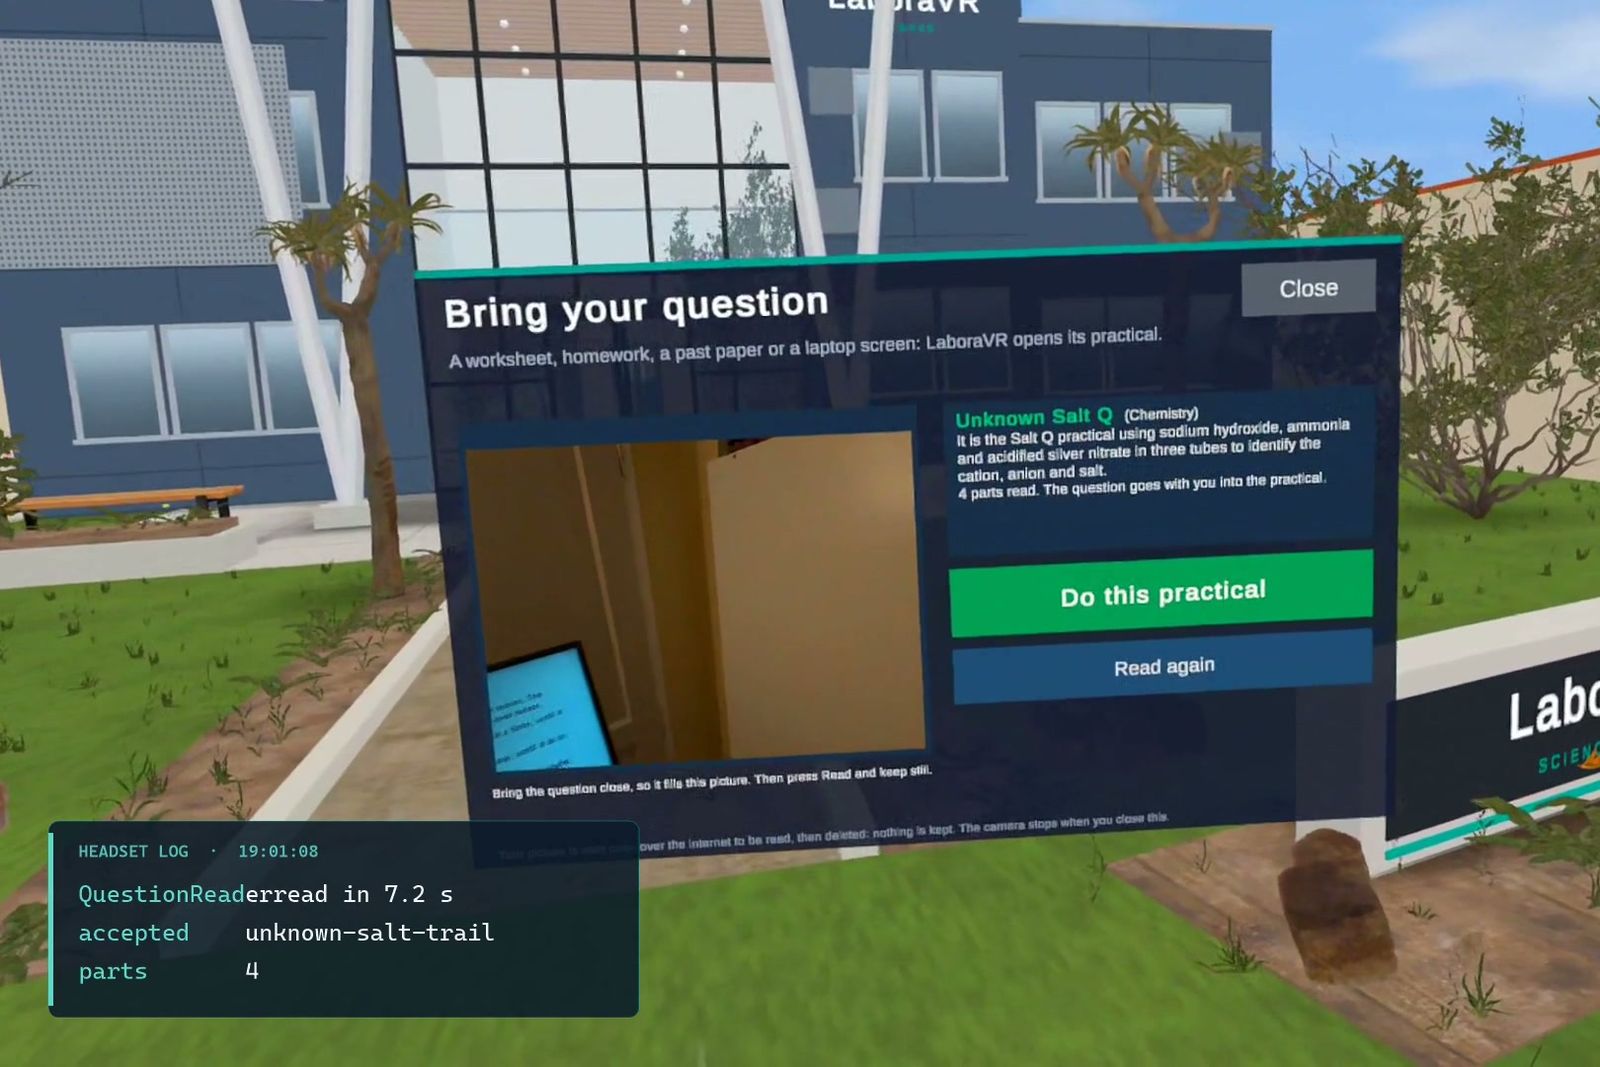 LaboraVR
Bring your question
Close
A worksheet, homework, a past paper or a laptop screen: LaboraVR opens its practical.
Unknown Salt Q (Chemistry)
It is the Salt Q practical using sodium hydroxide, ammonia
and acidified silver nitrate in three tubes to identify the
cation, anion and salt.
4 parts read. The question goes with you into the practical.
Do this practical
Read again
Bring the question close, so it fills this picture. Then press Read and keep still.
over the internet to be read, then deleted: nothing is kept. The camera stops when you close this.
Labo
SCIENC
HEADSET LOG · 19:01:08
QuestionReaderread in 7.2 s
accepted unknown-salt-trail
parts 4